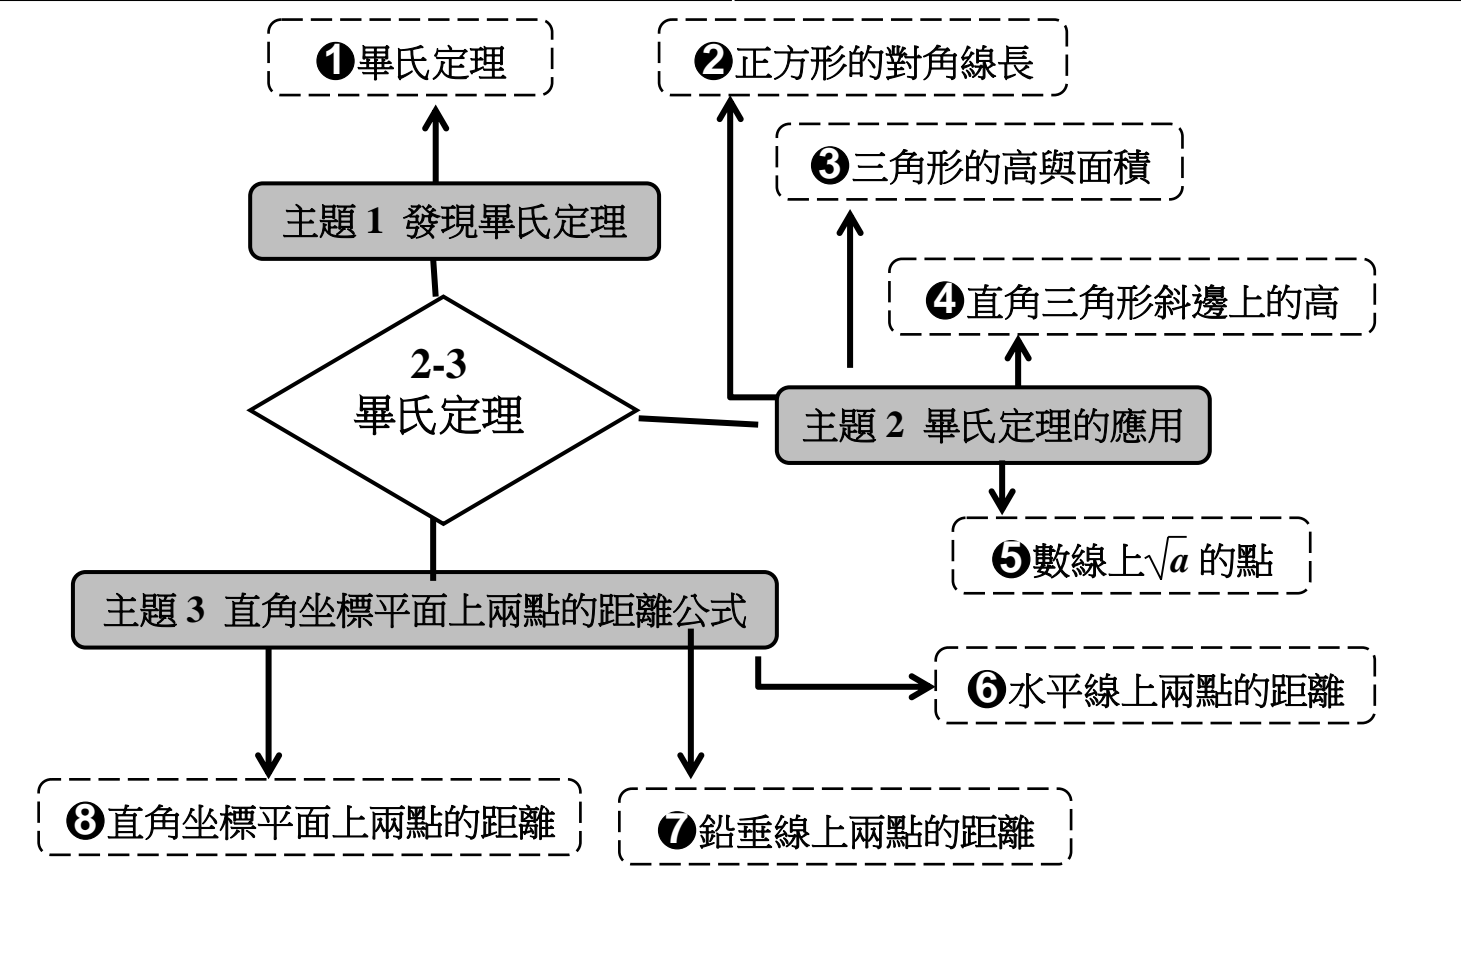 ❶畢氏定理
❷正方形的對角線長
❸三角形的高與面積
主題 1 發現畢氏定理
❹直角三角形斜邊上的高
2-3
畢氏定理
主題 2 畢氏定理的應用
❺數線上√a 的點
主題 3 直角坐標平面上兩點的距離公式
❻水平線上兩點的距離
❽直角坐標平面上兩點的距離
❼鉛垂線上兩點的距離